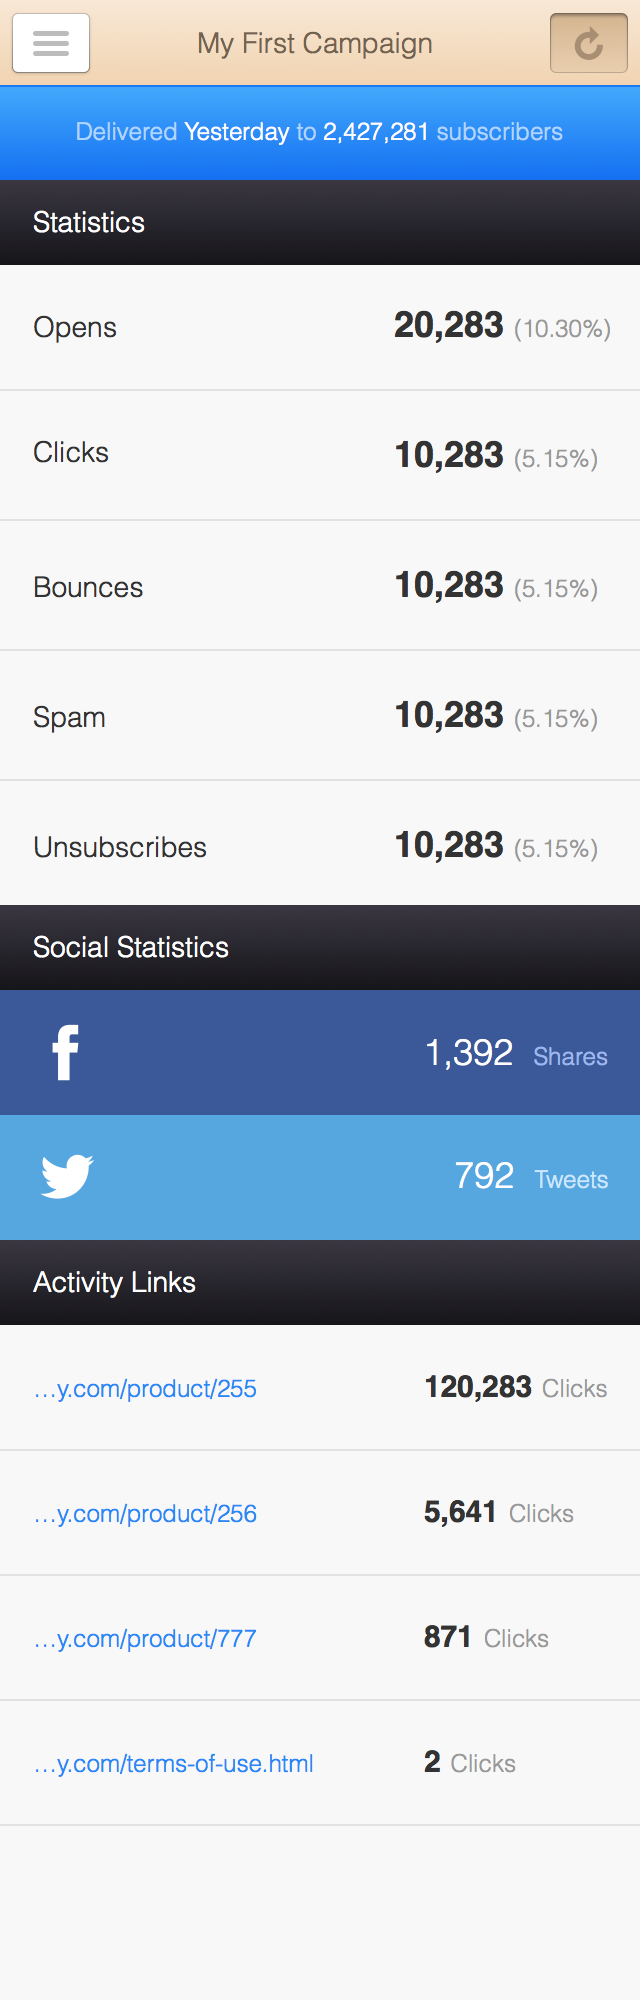 My First Campaign
Delivered Yesterday to 2,427,281 subscribers
Statistics
Opens 20,283 (10.30%)
Clicks 10,283 (5.15%)
Bounces 10,283 (5.15%)
Spam 10,283 (5.15%)
Unsubscribes 10,283 (5.15%)
Social Statistics
1,392 Shares
792 Tweets
Activity Links
...y.com/product/255 120,283 Clicks
...y.com/product/256 5,641 Clicks
...y.com/product/777 871 Clicks
...y.com/terms-of-use.html 2 Clicks